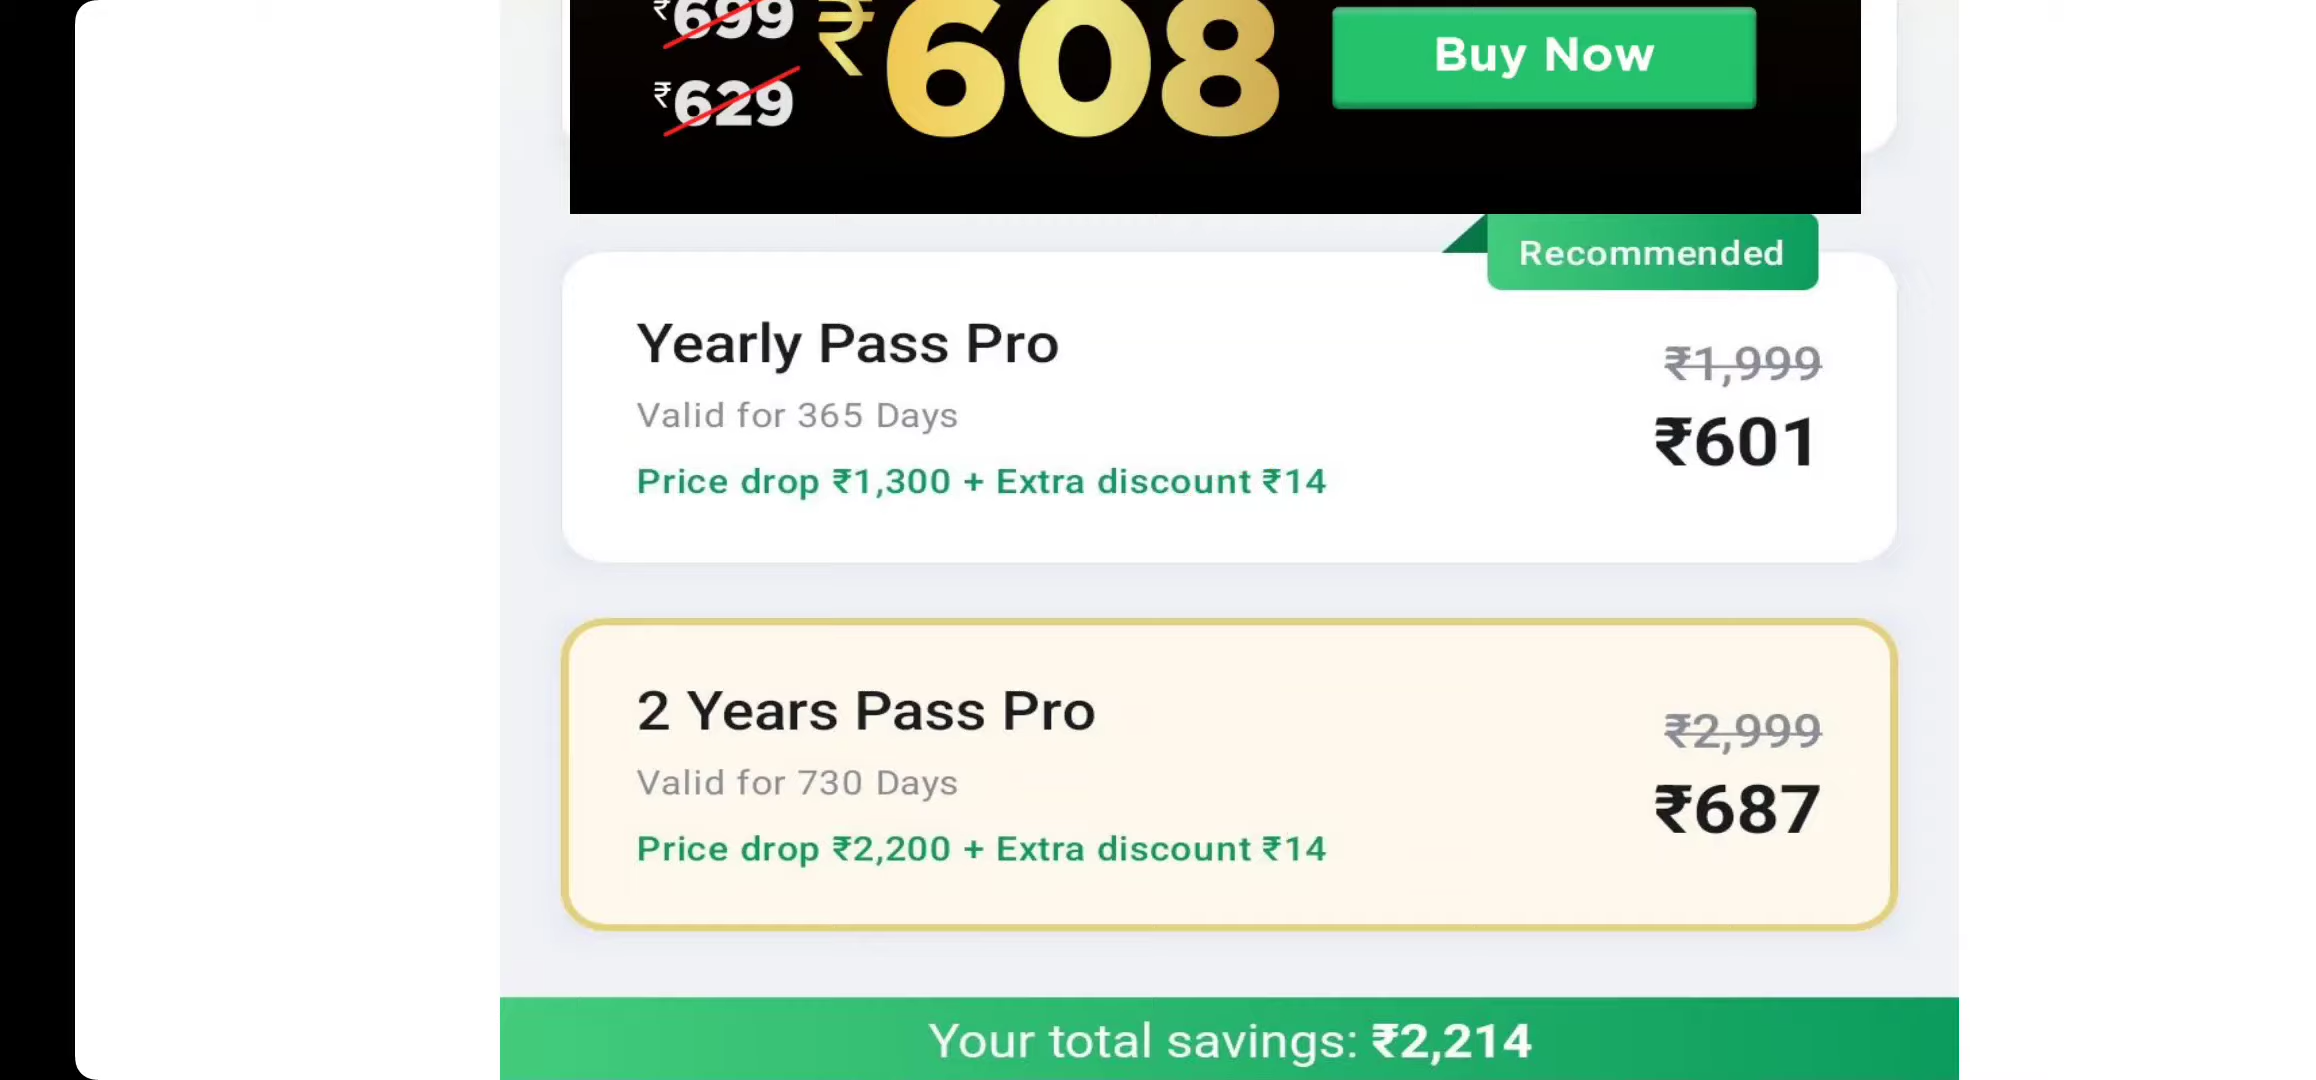 ₹699
₹629
₹608
Buy Now
Recommended
Yearly Pass Pro
₹1,999
Valid for 365 Days
₹601
Price drop ₹1,300 + Extra discount ₹14
2 Years Pass Pro
₹2,999
Valid for 730 Days
₹687
Price drop ₹2,200 + Extra discount ₹14
Your total savings: ₹2,214